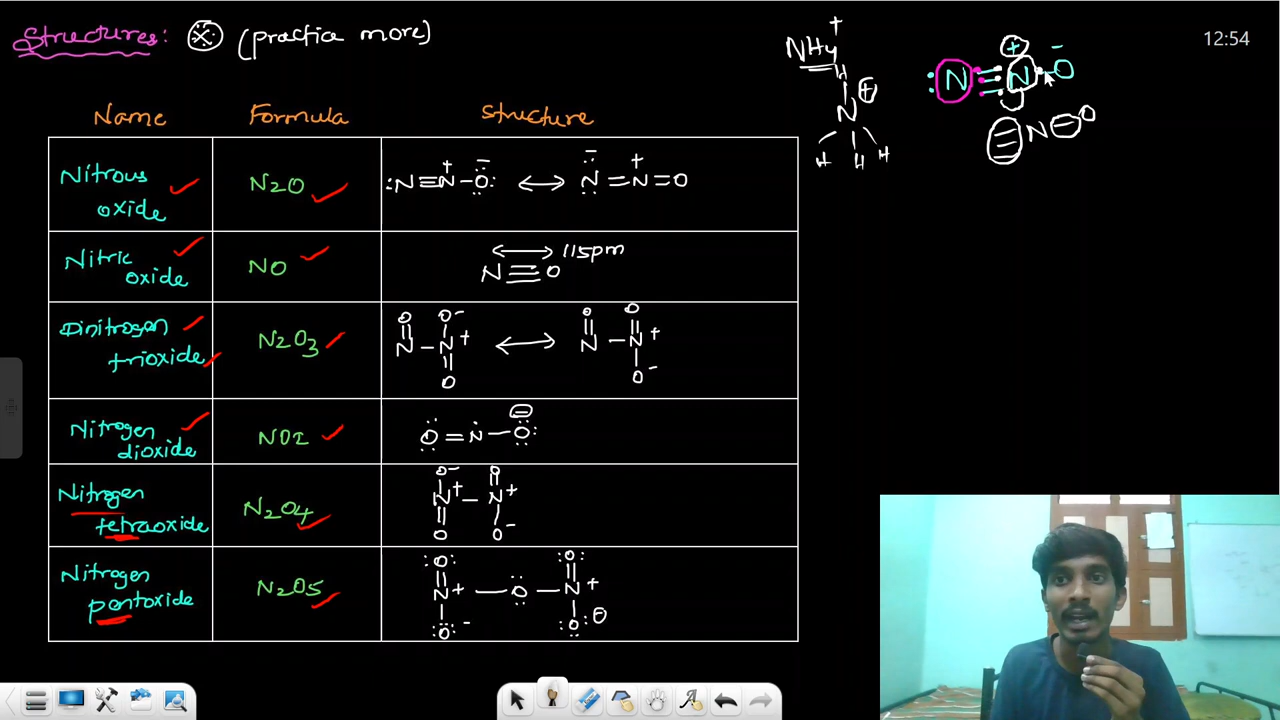 Structures: (practice more)
12:54
Name Formula Structure
Nitrous oxide N2O :N≡N+-O- ↔ N-=N+=O
Nitric oxide NO 115pm N≡O
Dinitrogen trioxide N2O3 O N - N+ O- O ↔ O N - N+ O O-
Nitrogen dioxide NO2 O=N-O-
Nitrogen tetraoxide N2O4 O- N+ O - O N+ O-
Nitrogen pentoxide N2O5 O N+ O- - O - O N+ O-
NH4+
H
N+
H H H
:N≡N+-O-
N O